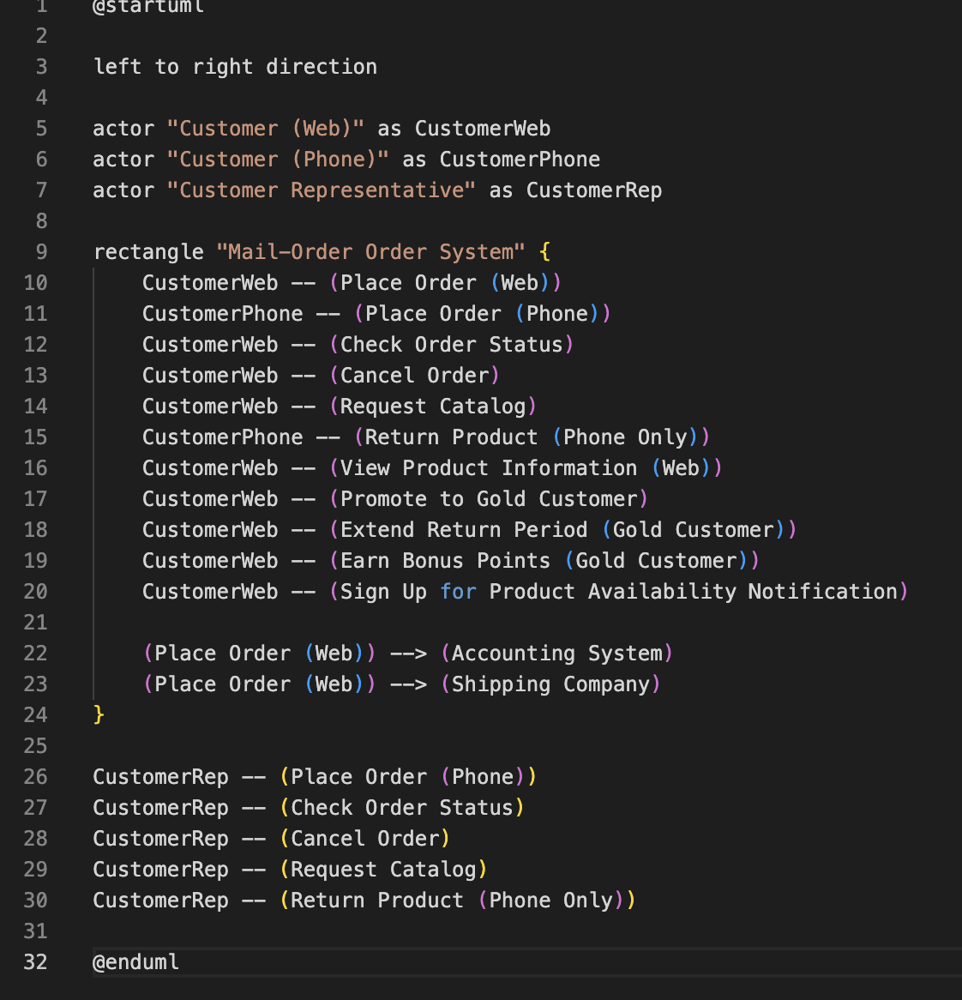 1 @startuml
2
3 left to right direction
4
5 actor "Customer (Web)" as CustomerWeb
6 actor "Customer (Phone)" as CustomerPhone
7 actor "Customer Representative" as CustomerRep
8
9 rectangle "Mail-Order Order System" {
10     CustomerWeb -- (Place Order (Web))
11     CustomerPhone -- (Place Order (Phone))
12     CustomerWeb -- (Check Order Status)
13     CustomerWeb -- (Cancel Order)
14     CustomerWeb -- (Request Catalog)
15     CustomerPhone -- (Return Product (Phone Only))
16     CustomerWeb -- (View Product Information (Web))
17     CustomerWeb -- (Promote to Gold Customer)
18     CustomerWeb -- (Extend Return Period (Gold Customer))
19     CustomerWeb -- (Earn Bonus Points (Gold Customer))
20     CustomerWeb -- (Sign Up for Product Availability Notification)
21
22     (Place Order (Web)) --> (Accounting System)
23     (Place Order (Web)) --> (Shipping Company)
24 }
25
26 CustomerRep -- (Place Order (Phone))
27 CustomerRep -- (Check Order Status)
28 CustomerRep -- (Cancel Order)
29 CustomerRep -- (Request Catalog)
30 CustomerRep -- (Return Product (Phone Only))
31
32 @enduml